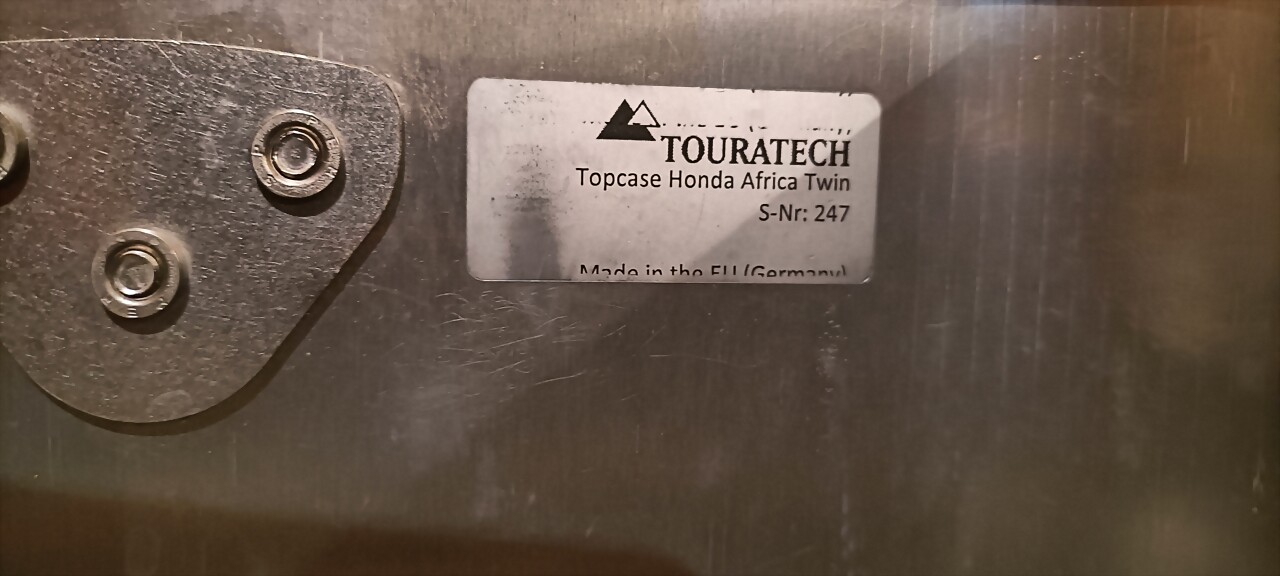 TOURATECH
Topcase Honda Africa Twin
S-Nr: 247
Made in the EU (Germany)